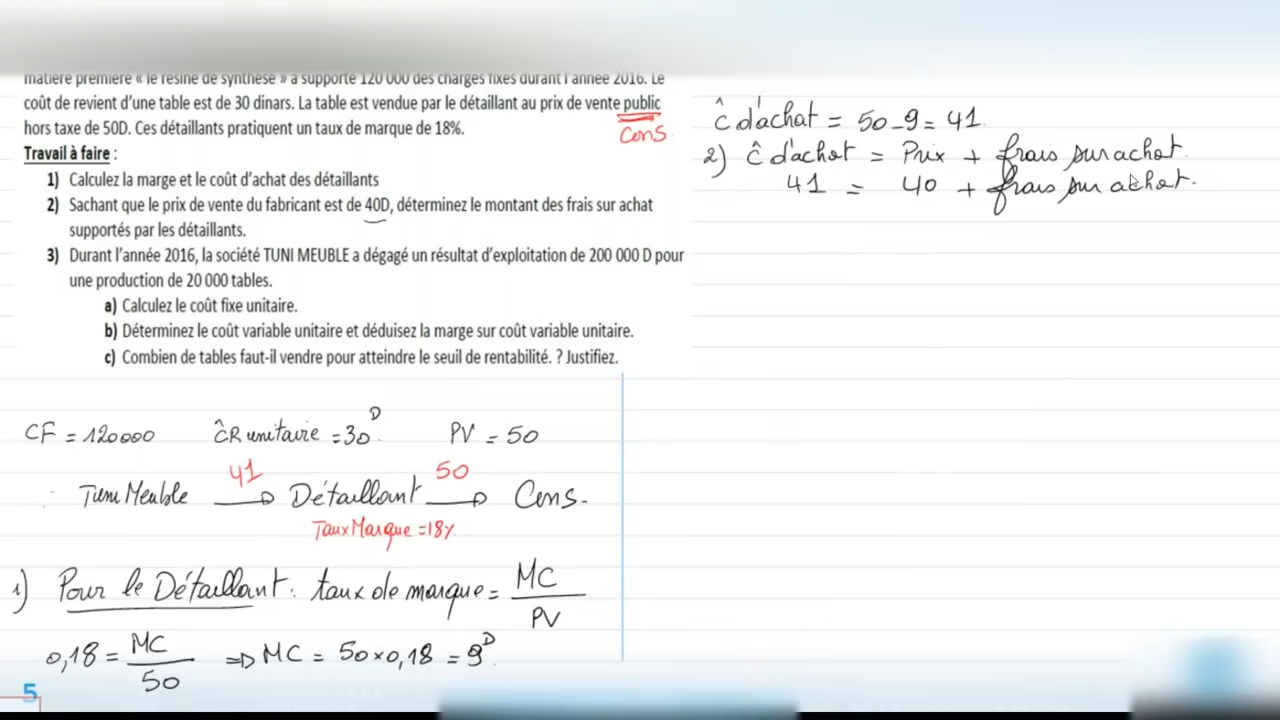 matière première « le résine de synthèse » a supporté 120 000 des charges fixes durant l'année 2016. Le
coût de revient d'une table est de 30 dinars. La table est vendue par le détaillant au prix de vente public
hors taxe de 50D. Ces détaillants pratiquent un taux de marque de 18%.
Cens
Travail à faire :
1) Calculez la marge et le coût d'achat des détaillants
2) Sachant que le prix de vente du fabricant est de 40D, déterminez le montant des frais sur achat
supportés par les détaillants.
3) Durant l'année 2016, la société TUNI MEUBLE a dégagé un résultat d'exploitation de 200 000 D pour
une production de 20 000 tables.
a) Calculez le coût fixe unitaire.
b) Déterminez le coût variable unitaire et déduisez la marge sur coût variable unitaire.
c) Combien de tables faut-il vendre pour atteindre le seuil de rentabilité. ? Justifiez.
CF = 120000 ĈR unitaire = 30 D PV = 50
41 50
Tuni Meuble → Détaillant → Cens.
Taux Marque = 18%
1) Pour le Détaillant : taux de marque = MC / PV
0,18 = MC / 50 ⇒ MC = 50 × 0,18 = 9 D
ĉ d'achat = 50 - 9 = 41
2) ĉ d'achat = Prix + frais sur achat.
41 = 40 + frais sur achat.
5